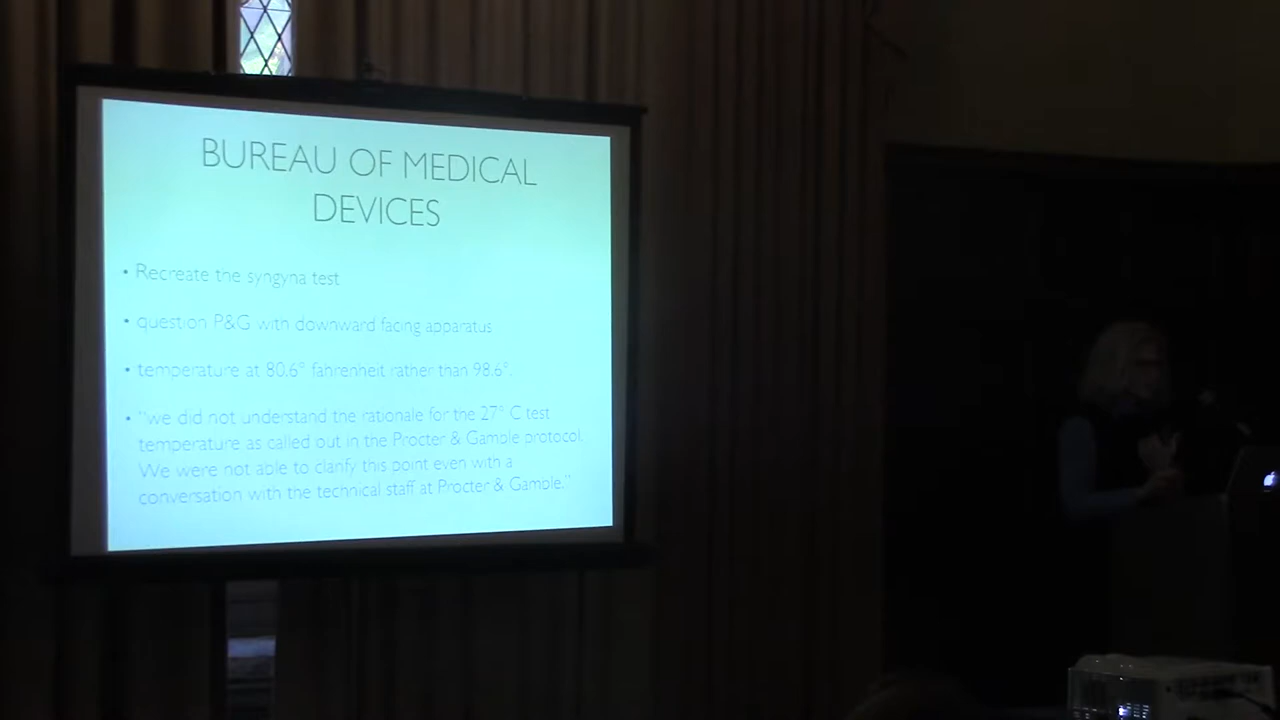 BUREAU OF MEDICAL
DEVICES
• Recreate the syngyna test
• question P&G with downward facing apparatus
• temperature at 80.6° fahrenheit rather than 98.6°.
• "we did not understand the rationale for the 27° C test
temperature as called out in the Procter & Gamble protocol.
We were not able to clarify this point even with a
conversation with the technical staff at Procter & Gamble."